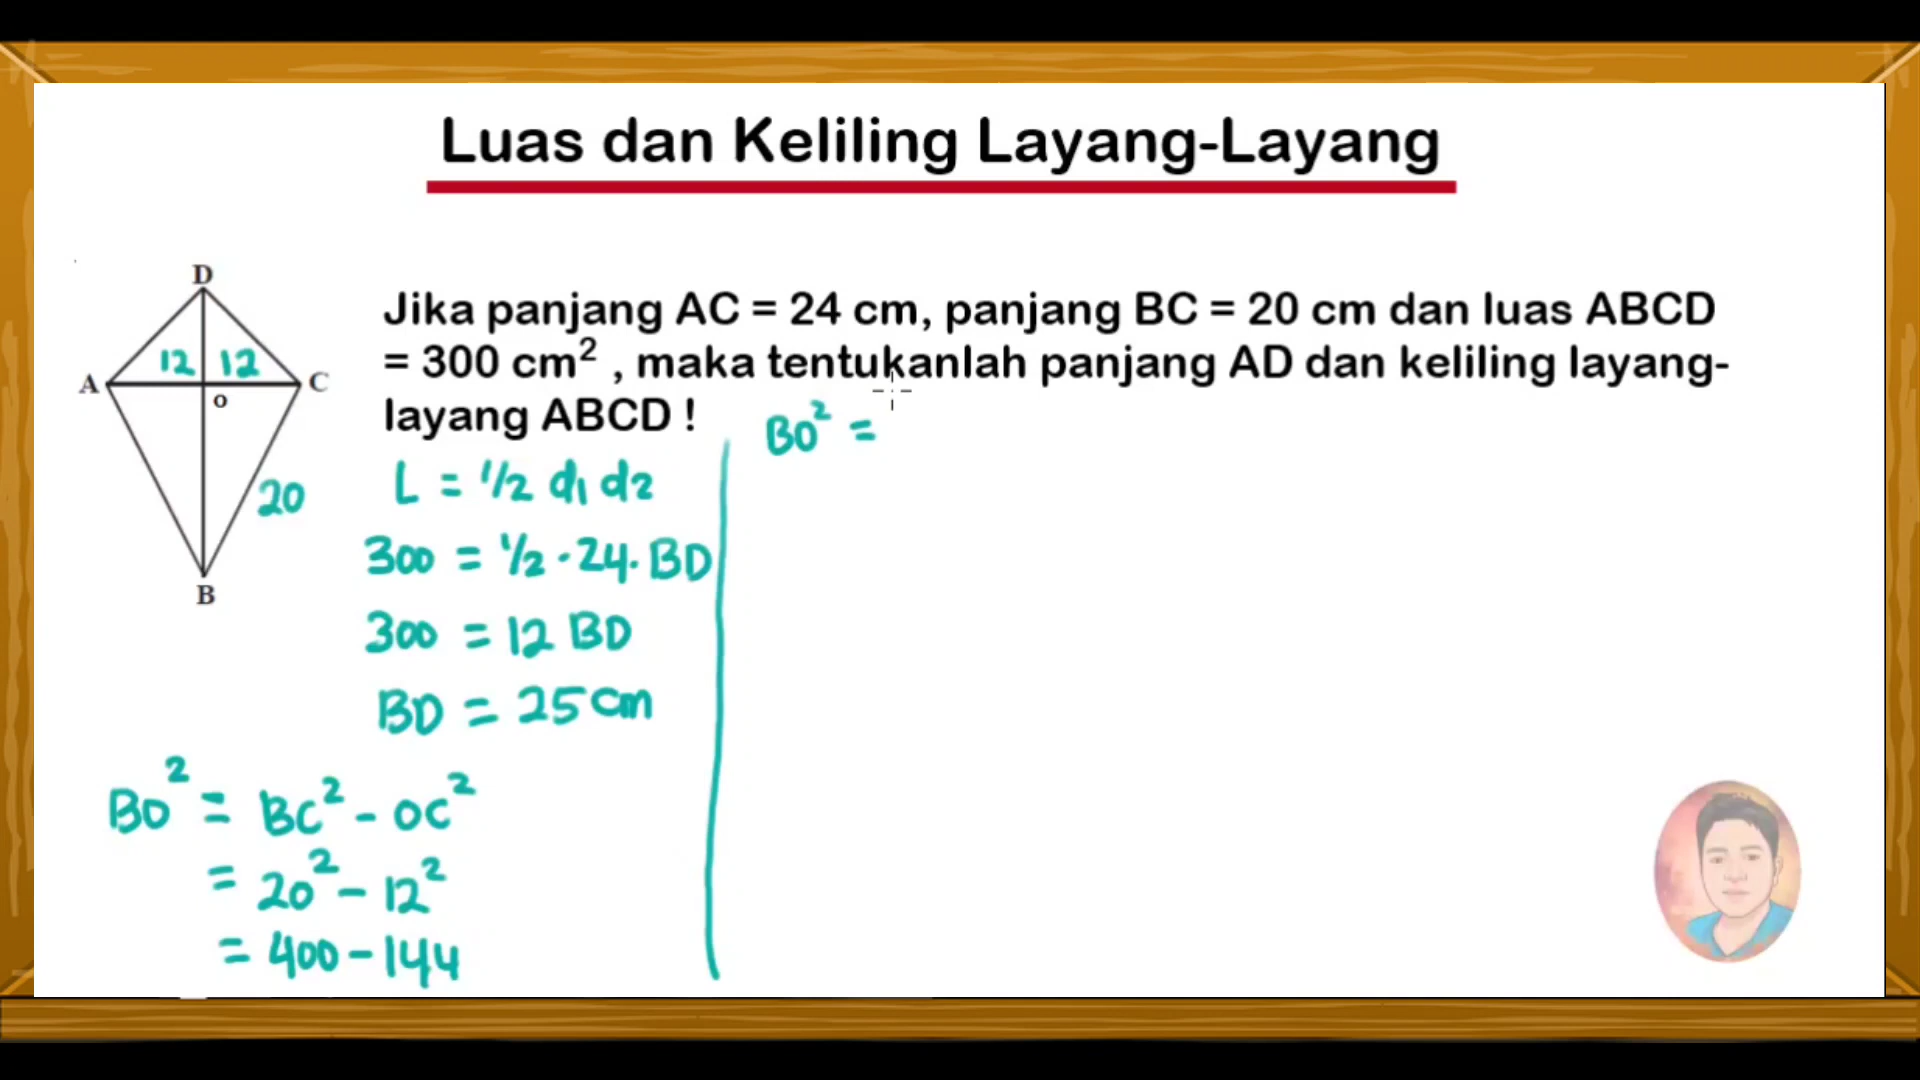 Luas dan Keliling Layang-Layang
D
12 12
A C
O
20
B
Jika panjang AC = 24 cm, panjang BC = 20 cm dan luas ABCD
= 300 cm² , maka tentukanlah panjang AD dan keliling layang-
layang ABCD !
L = 1/2 d1 d2
300 = 1/2 · 24 · BD
300 = 12 BD
BD = 25 cm
BO² = BC² - OC²
= 20² - 12²
= 400 - 144
BO² =